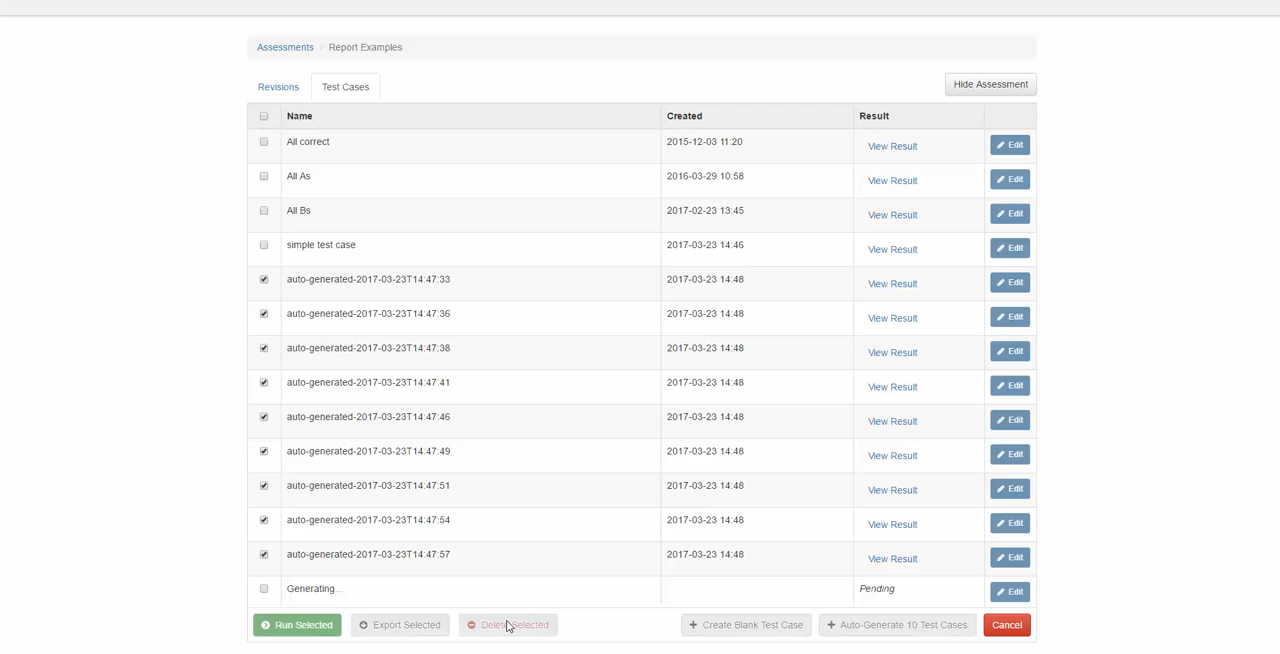 Assessments / Report Examples
Revisions Test Cases Hide Assessment
Name Created Result
All correct 2015-12-03 11:20 View Result Edit
All As 2016-03-29 10:58 View Result Edit
All Bs 2017-02-23 13:45 View Result Edit
simple test case 2017-03-23 14:46 View Result Edit
auto-generated-2017-03-23T14:47:33 2017-03-23 14:48 View Result Edit
auto-generated-2017-03-23T14:47:36 2017-03-23 14:48 View Result Edit
auto-generated-2017-03-23T14:47:38 2017-03-23 14:48 View Result Edit
auto-generated-2017-03-23T14:47:41 2017-03-23 14:48 View Result Edit
auto-generated-2017-03-23T14:47:46 2017-03-23 14:48 View Result Edit
auto-generated-2017-03-23T14:47:49 2017-03-23 14:48 View Result Edit
auto-generated-2017-03-23T14:47:51 2017-03-23 14:48 View Result Edit
auto-generated-2017-03-23T14:47:54 2017-03-23 14:48 View Result Edit
auto-generated-2017-03-23T14:47:57 2017-03-23 14:48 View Result Edit
Generating... Pending Edit
Run Selected Export Selected Delete Selected Create Blank Test Case Auto-Generate 10 Test Cases Cancel